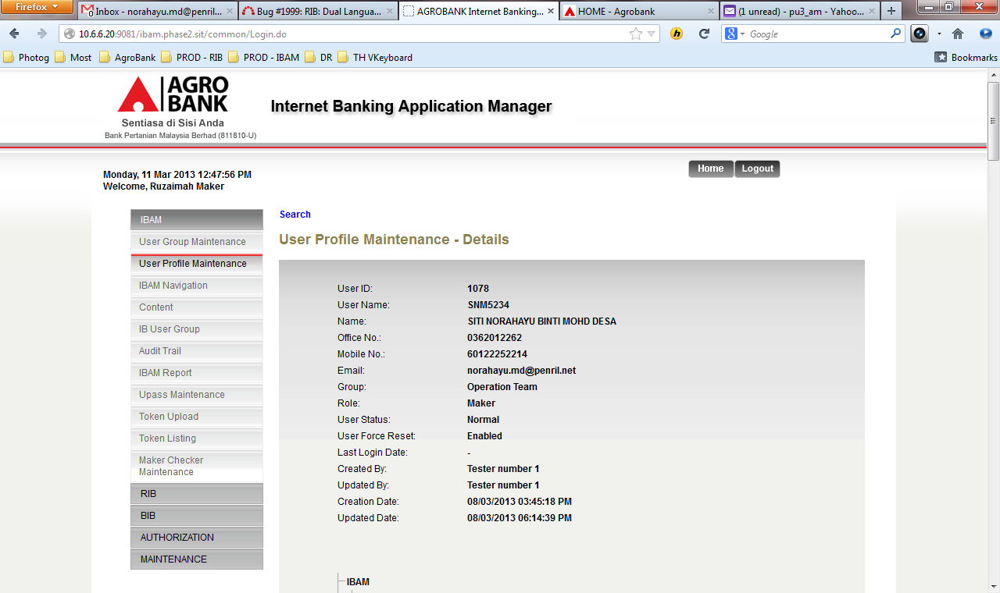 Firefox
Inbox - norahayu.md@penril....
Bug #1999: RIB: Dual Langua...
AGROBANK Internet Banking...
HOME - Agrobank
(1 unread) - pu3_am - Yahoo...
10.6.6.20:9081/ibam.phase2.sit/common/Login.do
Google
Photog
Most
AgroBank
PROD - RIB
PROD - IBAM
DR
TH VKeyboard
Bookmarks
AGRO
BANK
Sentiasa di Sisi Anda
Bank Pertanian Malaysia Berhad (811810-U)
Internet Banking Application Manager
Monday, 11 Mar 2013 12:47:56 PM
Welcome, Ruzaimah Maker
Home
Logout
IBAM
User Group Maintenance
User Profile Maintenance
IBAM Navigation
Content
IB User Group
Audit Trail
IBAM Report
Upass Maintenance
Token Upload
Token Listing
Maker Checker
Maintenance
RIB
BIB
AUTHORIZATION
MAINTENANCE
Search
User Profile Maintenance - Details
User ID: 1078
User Name: SNM5234
Name: SITI NORAHAYU BINTI MOHD DESA
Office No.: 0362012262
Mobile No.: 60122252214
Email: norahayu.md@penril.net
Group: Operation Team
Role: Maker
User Status: Normal
User Force Reset: Enabled
Last Login Date: -
Created By: Tester number 1
Updated By: Tester number 1
Creation Date: 08/03/2013 03:45:18 PM
Updated Date: 08/03/2013 06:14:39 PM
IBAM